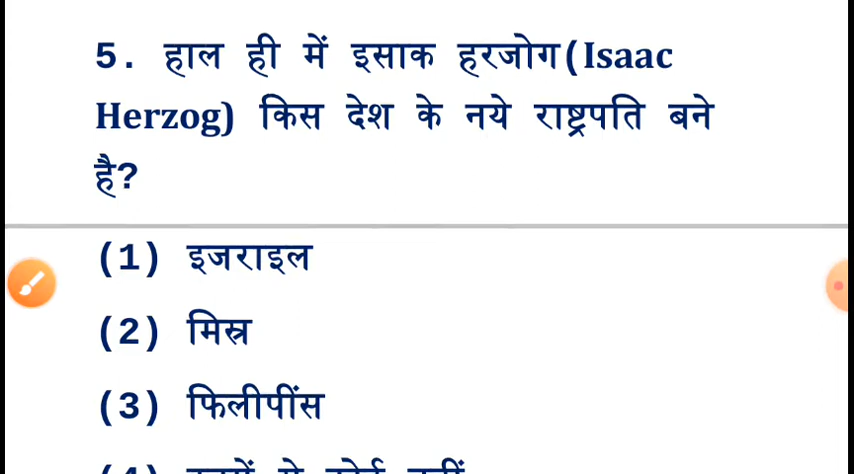 5. हाल ही में इसाक हरजोग(Isaac
Herzog) किस देश के नये राष्ट्रपति बने
है?
(1) इजराइल
(2) मिस्र
(3) फिलीपींस